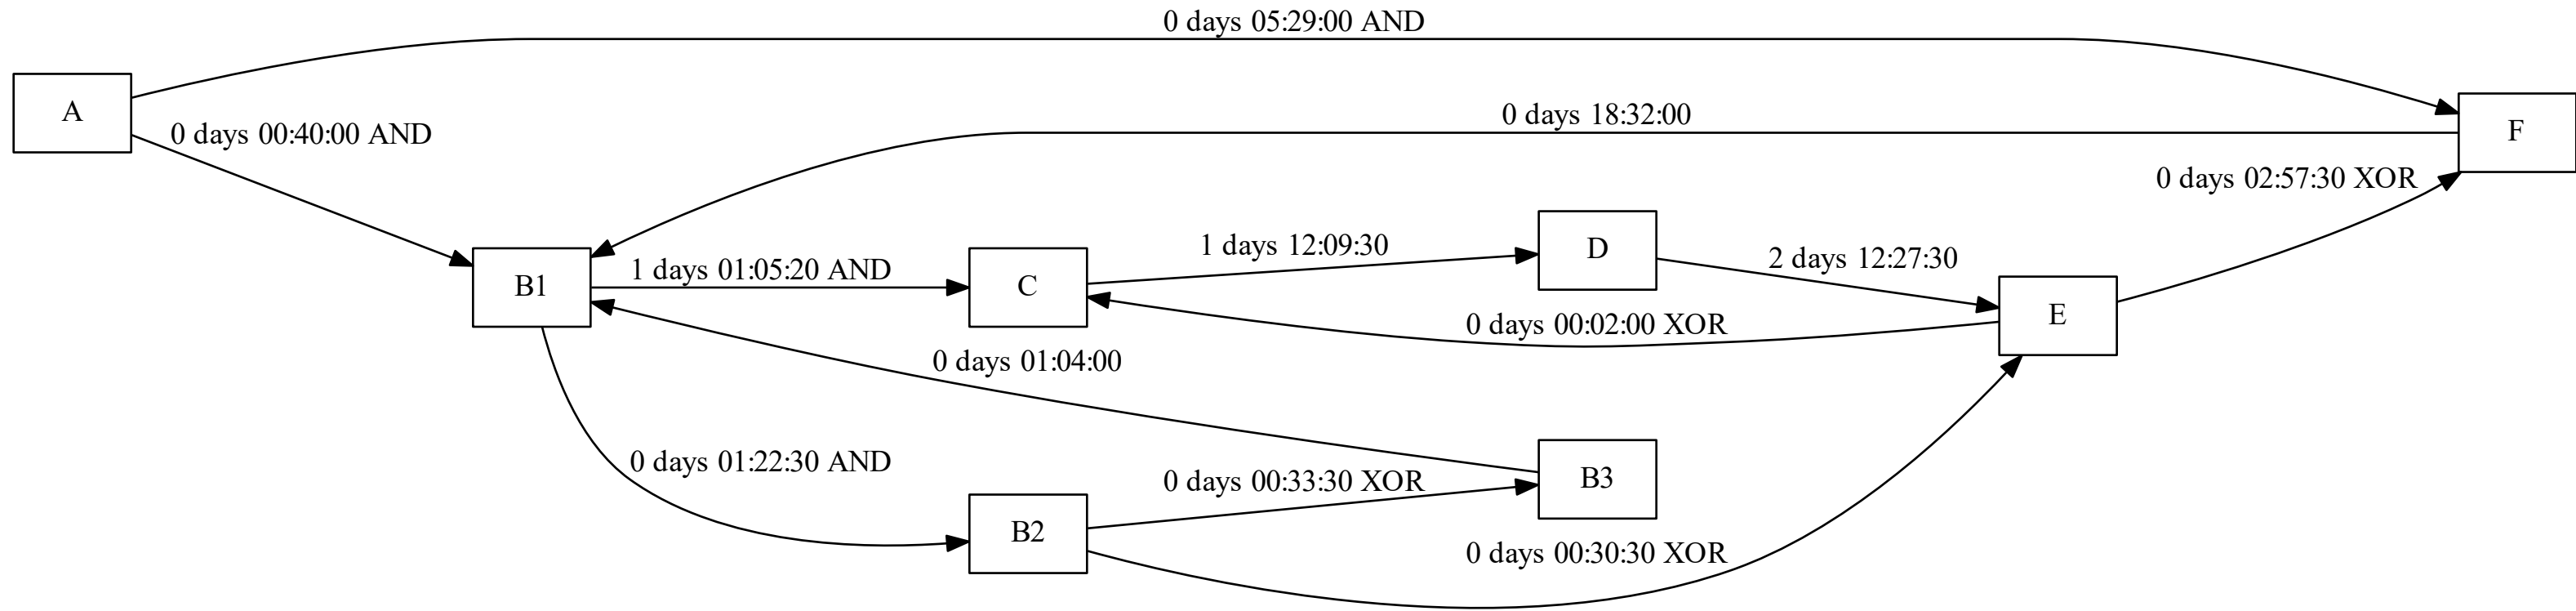 0 days 05:29:00 AND
A
0 days 00:40:00 AND
0 days 18:32:00
F
0 days 02:57:30 XOR
B1
1 days 01:05:20 AND
C
1 days 12:09:30
D
2 days 12:27:30
E
0 days 00:02:00 XOR
0 days 01:04:00
0 days 01:22:30 AND
0 days 00:33:30 XOR
B3
B2
0 days 00:30:30 XOR